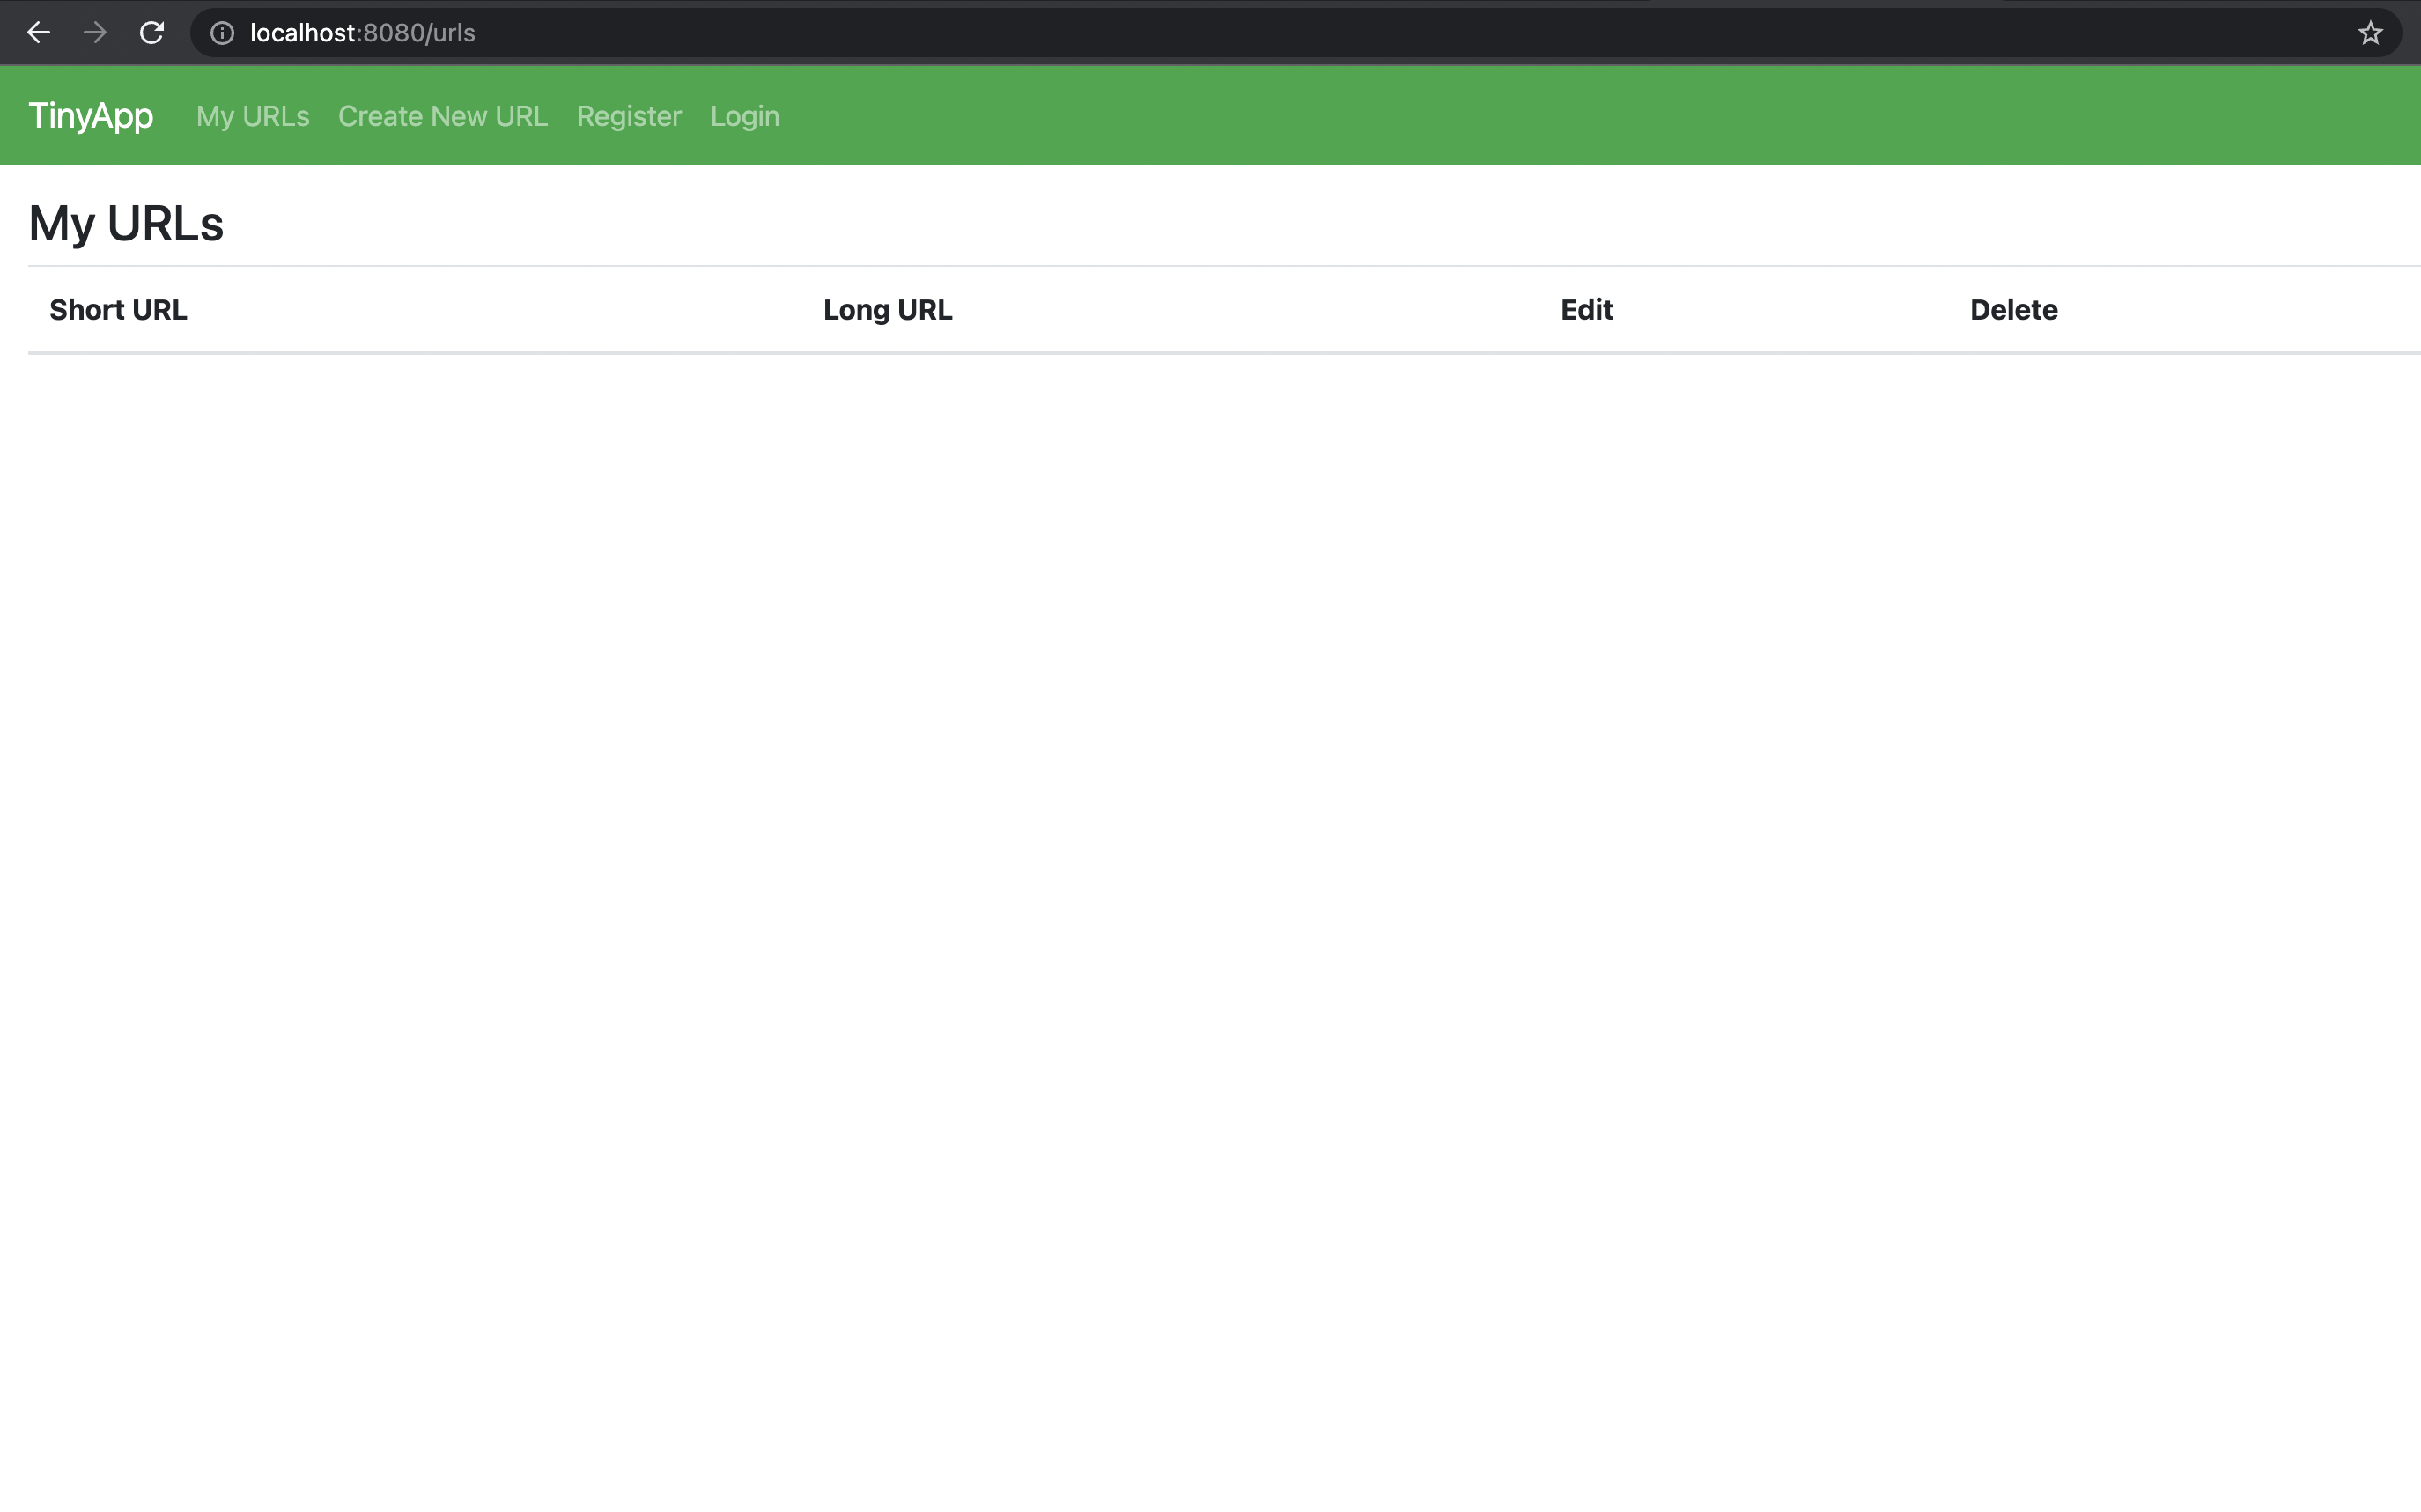 localhost:8080/urls
TinyApp My URLs Create New URL Register Login
My URLs
Short URL Long URL Edit Delete